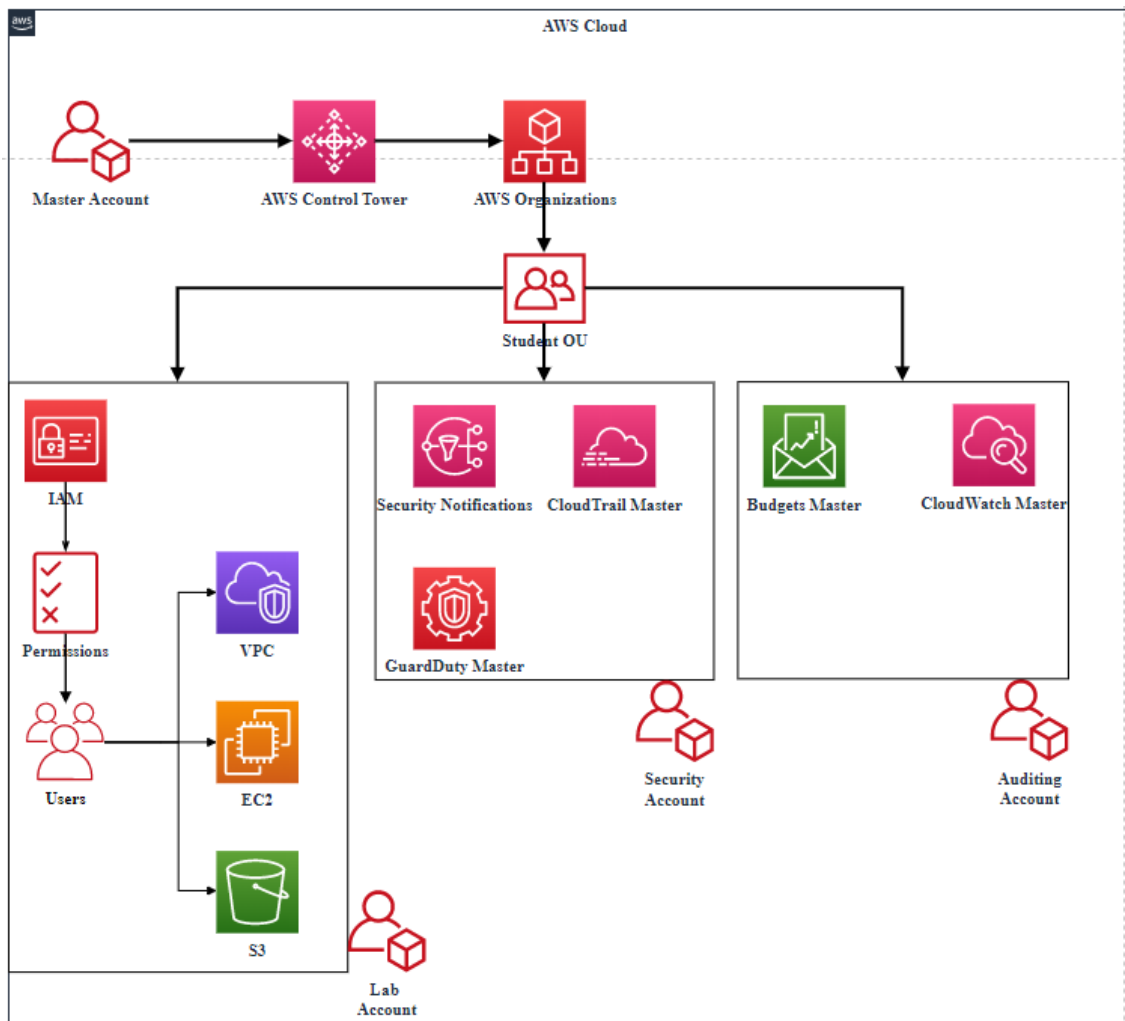 aws
AWS Cloud
Master Account
AWS Control Tower
AWS Organizations
Student OU
IAM
Permissions
Users
VPC
EC2
S3
Lab
Account
Security Notifications
CloudTrail Master
GuardDuty Master
Security
Account
Budgets Master
CloudWatch Master
Auditing
Account